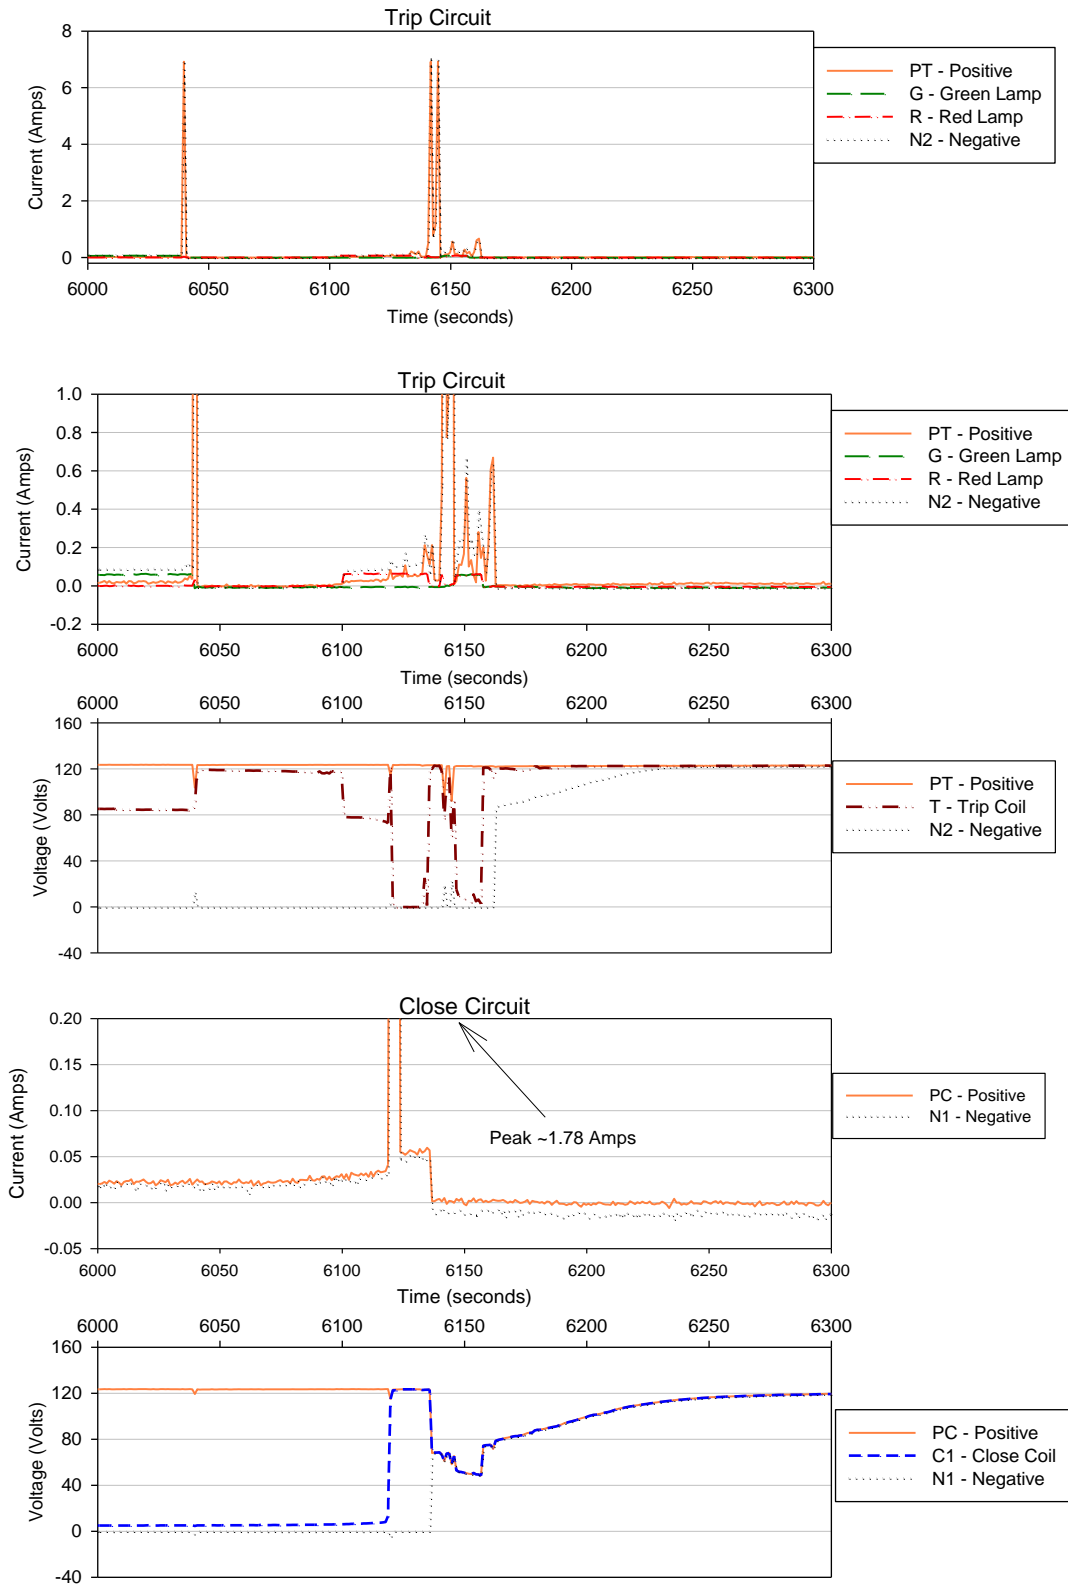 Trip Circuit
8
6
4
2
0
Current (Amps)
6000 6050 6100 6150 6200 6250 6300
Time (seconds)
PT - Positive
G - Green Lamp
R - Red Lamp
N2 - Negative
Trip Circuit
1.0
0.8
0.6
0.4
0.2
0.0
-0.2
Current (Amps)
6000 6050 6100 6150 6200 6250 6300
Time (seconds)
PT - Positive
G - Green Lamp
R - Red Lamp
N2 - Negative
6000 6050 6100 6150 6200 6250 6300
160
120
80
40
0
-40
Voltage (Volts)
PT - Positive
T - Trip Coil
N2 - Negative
Close Circuit
0.20
0.15
0.10
0.05
0.00
-0.05
Current (Amps)
Peak ~1.78 Amps
6000 6050 6100 6150 6200 6250 6300
Time (seconds)
PC - Positive
N1 - Negative
6000 6050 6100 6150 6200 6250 6300
160
120
80
40
0
-40
Voltage (Volts)
PC - Positive
C1 - Close Coil
N1 - Negative